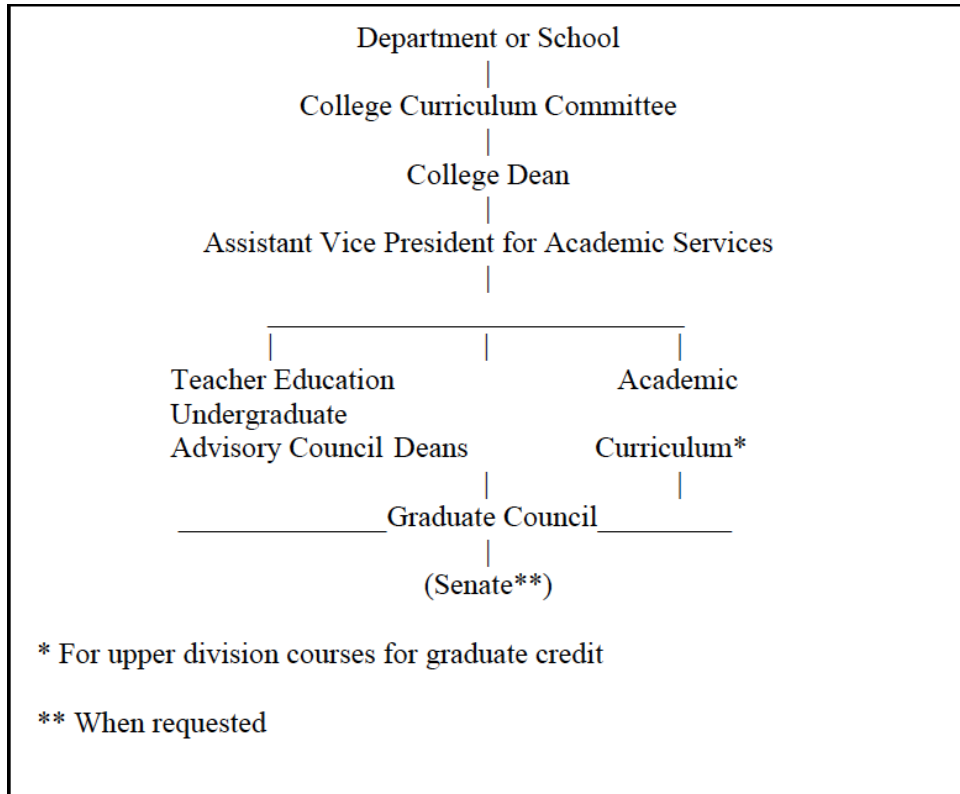 Department or School
College Curriculum Committee
College Dean
Assistant Vice President for Academic Services
Teacher Education Academic
Undergraduate
Advisory Council Deans Curriculum*
Graduate Council
(Senate**)
* For upper division courses for graduate credit
** When requested